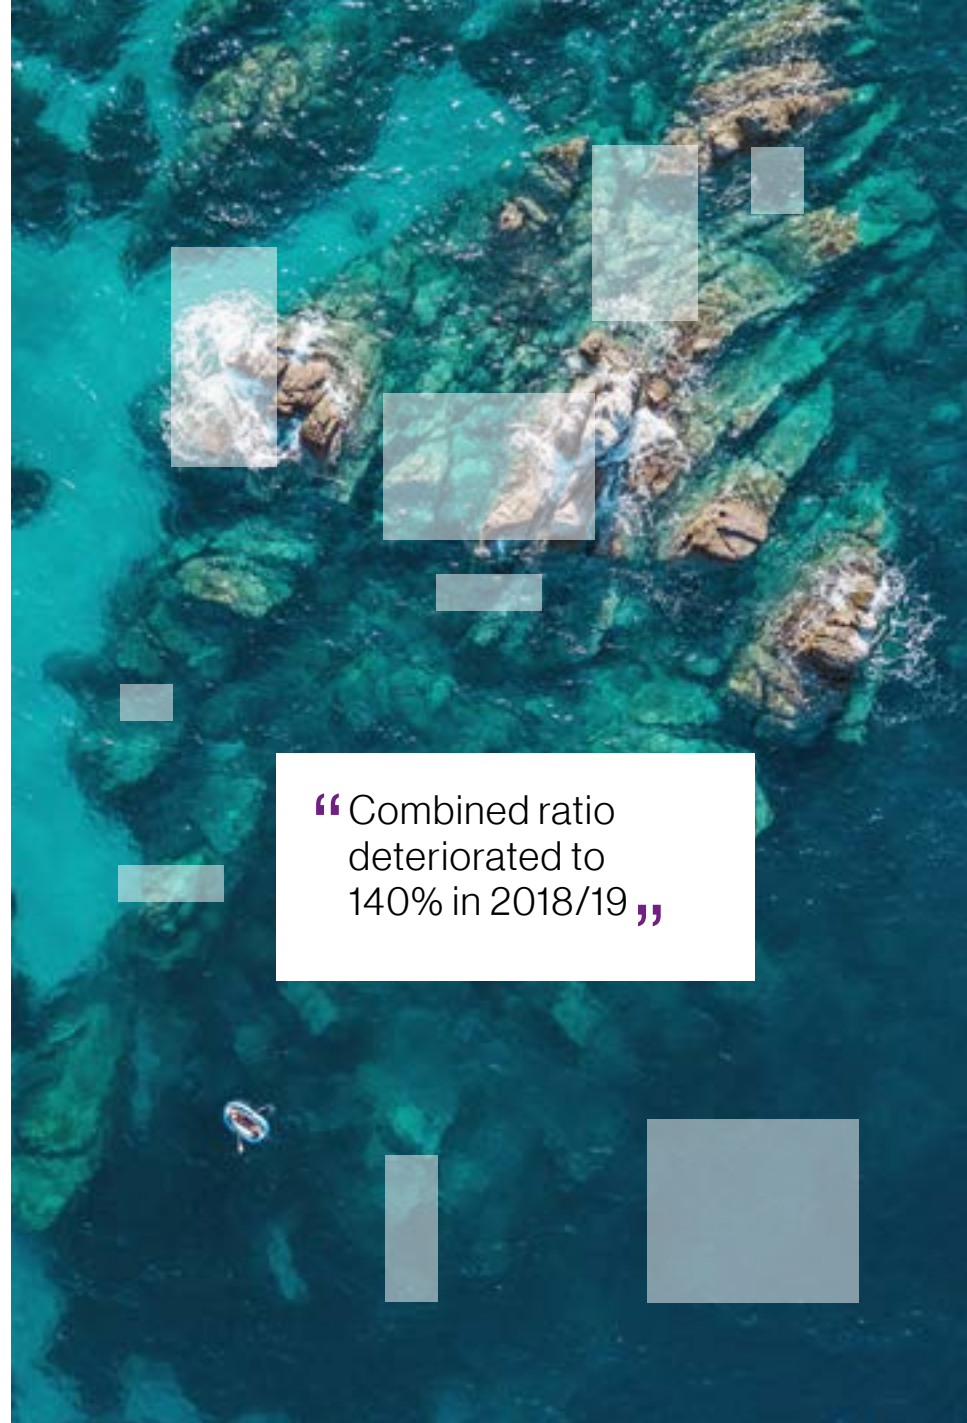 “Combined ratio
deteriorated to
140% in 2018/19”